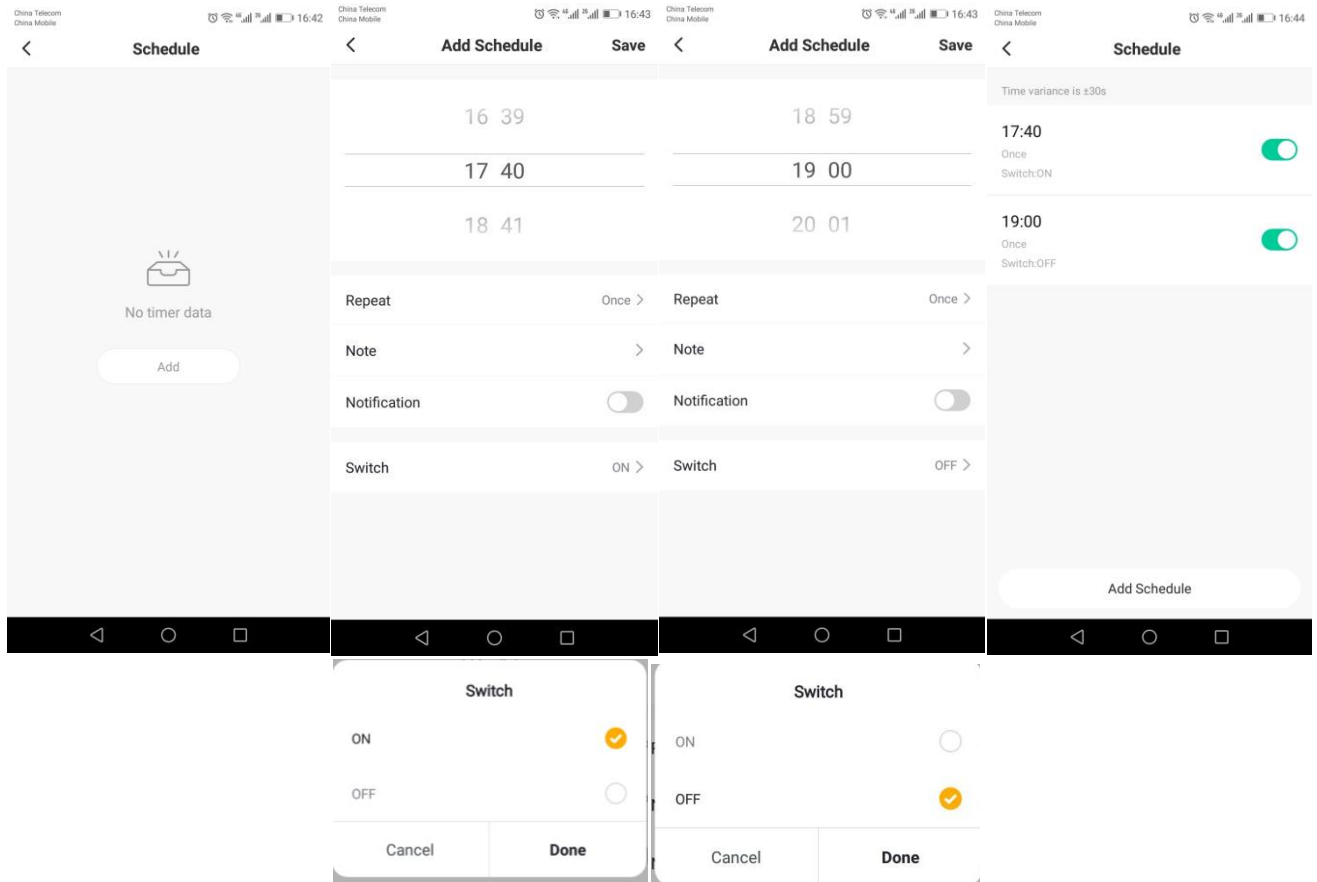 China Telecom
China Mobile
16:42
Schedule
No timer data
Add
China Telecom
China Mobile
16:43
Add Schedule Save
16 39
17 40
18 41
Repeat Once
Note
Notification
Switch ON
China Telecom
China Mobile
16:43
Add Schedule Save
18 59
19 00
20 01
Repeat Once
Note
Notification
Switch OFF
China Telecom
China Mobile
16:44
Schedule
Time variance is ±30s
17:40
Once
Switch:ON
19:00
Once
Switch:OFF
Add Schedule
Switch
ON
OFF
Cancel Done
Switch
ON
OFF
Cancel Done